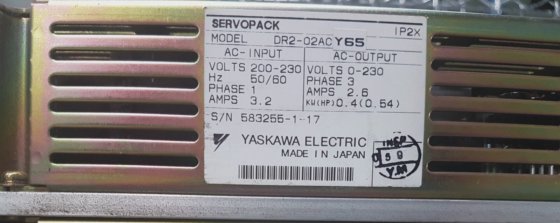 SERVOPACK
IP2X
MODEL DR2-02AC Y65
AC-INPUT AC-OUTPUT
VOLTS 200-230 VOLTS 0-230
Hz 50/60 PHASE 3
PHASE 1 AMPS 2.6
AMPS 3.2 KW(HP) 0.4(0.54)
S/N 583255-1-17
YASKAWA ELECTRIC
MADE IN JAPAN
INSP.